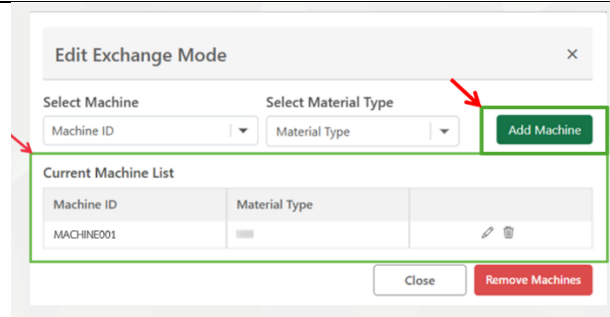 Edit Exchange Mode
Select Machine Select Material Type
Machine ID Material Type Add Machine
Current Machine List
Machine ID Material Type
MACHINE001
Close Remove Machines